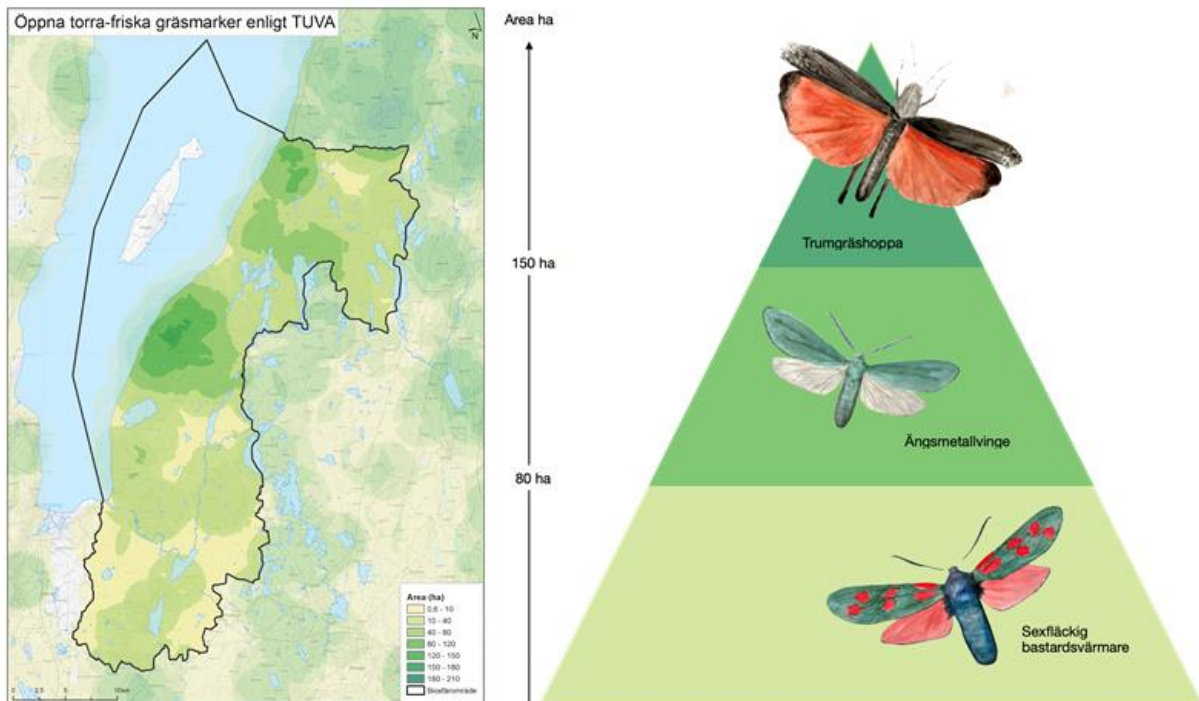 Öppna torra-friska gräsmarker enligt TUVA
N
Area (ha)
0,6 - 10
10 - 40
40 - 80
80 - 120
120 - 150
150 - 180
180 - 210
Biosfärområde
0 2,5 5 10 km
Area ha
150 ha
80 ha
Trumgräshoppa
Ängsmetallvinge
Sexfläckig
bastardsvärmare